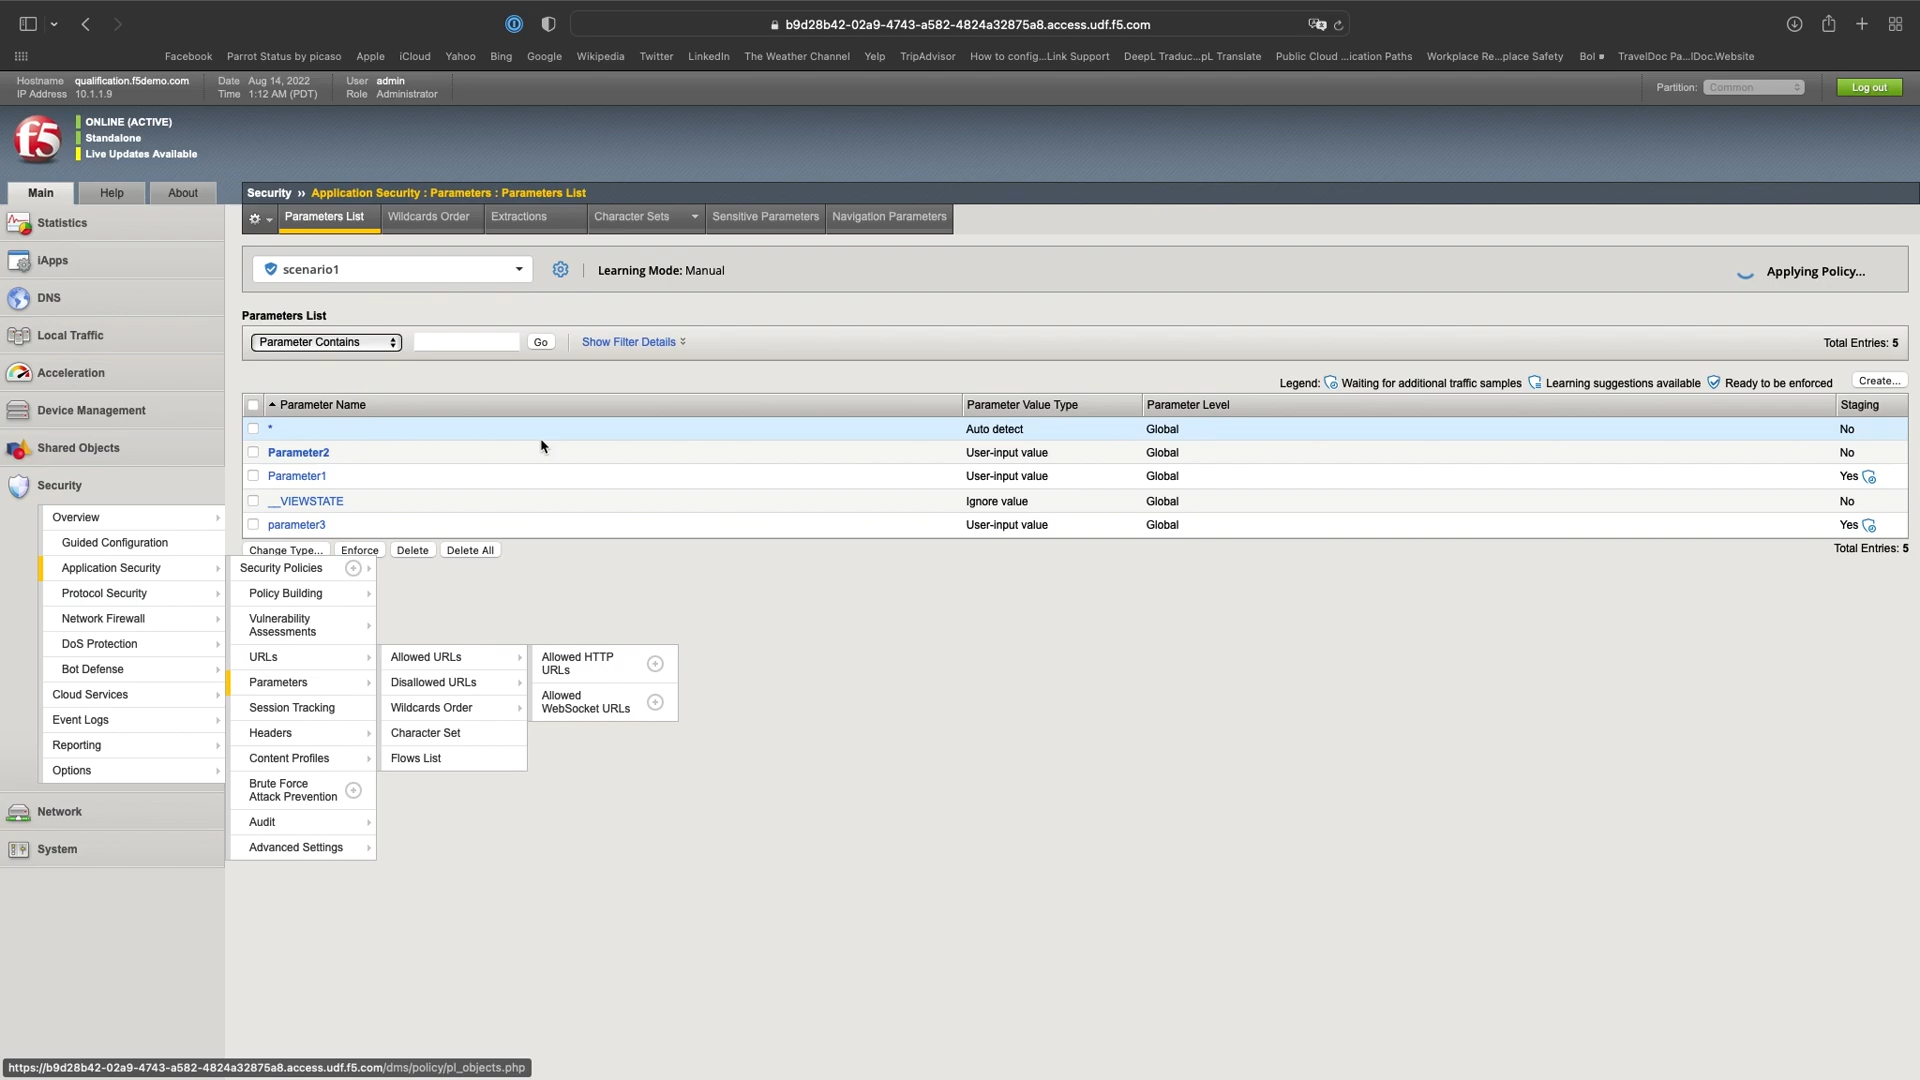 b9d28b42-02a9-4743-a582-4824a32875a8.access.udf.f5.com
Facebook Parrot Status by picaso Apple iCloud Yahoo Bing Google Wikipedia Twitter LinkedIn The Weather Channel Yelp TripAdvisor How to config...Link Support DeepL Traduc...pL Translate Public Cloud ...ication Paths Workplace Re...place Safety Bol TravelDoc Pa...lDoc.Website
Hostname qualification.f5demo.com Date Aug 14, 2022 User admin
IP Address 10.1.1.9 Time 1:12 AM (PDT) Role Administrator
Partition: Common Log out
f5
ONLINE (ACTIVE)
Standalone
Live Updates Available
Main Help About
Security ›› Application Security : Parameters : Parameters List
Parameters List Wildcards Order Extractions Character Sets Sensitive Parameters Navigation Parameters
Statistics
iApps
DNS
Local Traffic
Acceleration
Device Management
Shared Objects
Security
Overview
Guided Configuration
Application Security
Protocol Security
Network Firewall
DoS Protection
Bot Defense
Cloud Services
Event Logs
Reporting
Options
Network
System
scenario1 Learning Mode: Manual Applying Policy...
Parameters List
Parameter Contains Go Show Filter Details Total Entries: 5
Legend: Waiting for additional traffic samples Learning suggestions available Ready to be enforced Create...
Parameter Name Parameter Value Type Parameter Level Staging
* Auto detect Global No
Parameter2 User-input value Global No
Parameter1 User-input value Global Yes
__VIEWSTATE Ignore value Global No
parameter3 User-input value Global Yes
Change Type... Enforce Delete Delete All Total Entries: 5
Security Policies
Policy Building
Vulnerability
Assessments
URLs
Parameters
Session Tracking
Headers
Content Profiles
Brute Force
Attack Prevention
Audit
Advanced Settings
Allowed URLs
Disallowed URLs
Wildcards Order
Character Set
Flows List
Allowed HTTP
URLs
Allowed
WebSocket URLs
https://b9d28b42-02a9-4743-a582-4824a32875a8.access.udf.f5.com/dms/policy/pl_objects.php